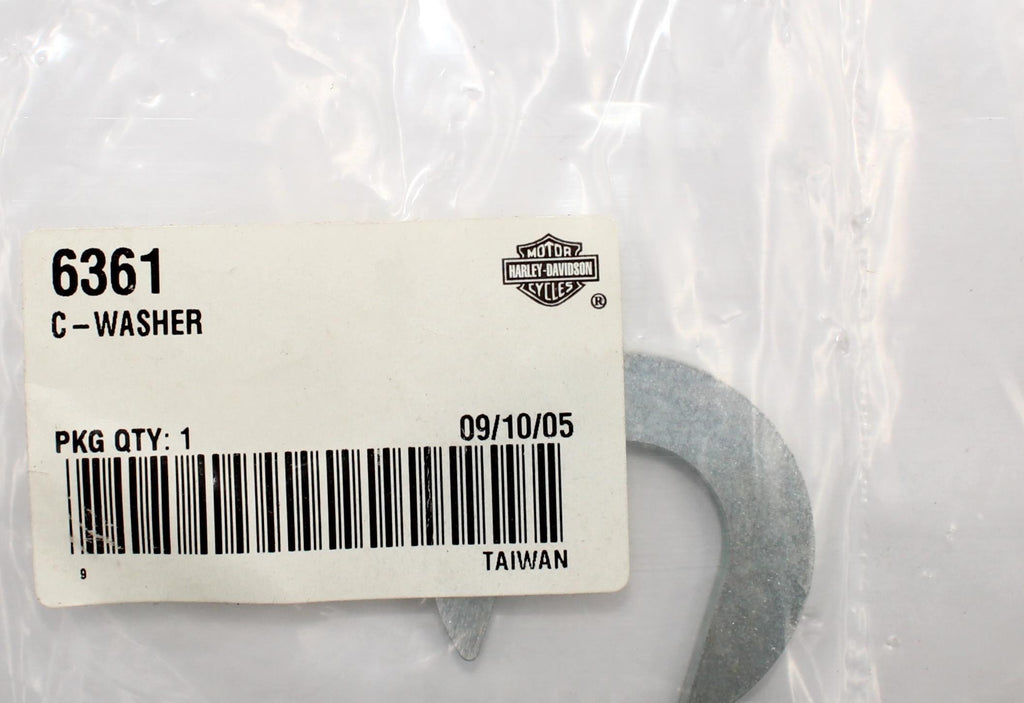 6361
C-WASHER
MOTOR
HARLEY-DAVIDSON
CYCLES
®
PKG QTY: 1
09/10/05
9
TAIWAN